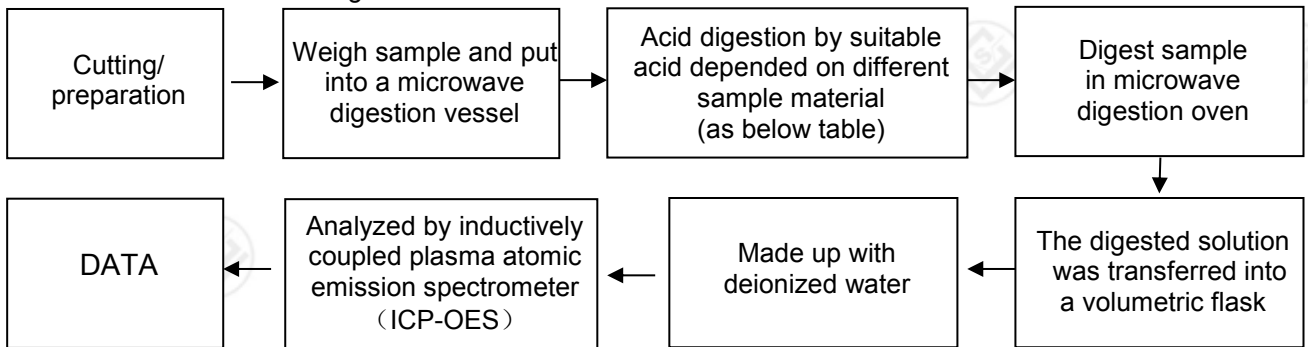 Cutting/
preparation
Weigh sample and put
into a microwave
digestion vessel
Acid digestion by suitable
acid depended on different
sample material
(as below table)
Digest sample
in microwave
digestion oven
The digested solution
was transferred into
a volumetric flask
Made up with
deionized water
Analyzed by inductively
coupled plasma atomic
emission spectrometer
（ICP-OES）
DATA